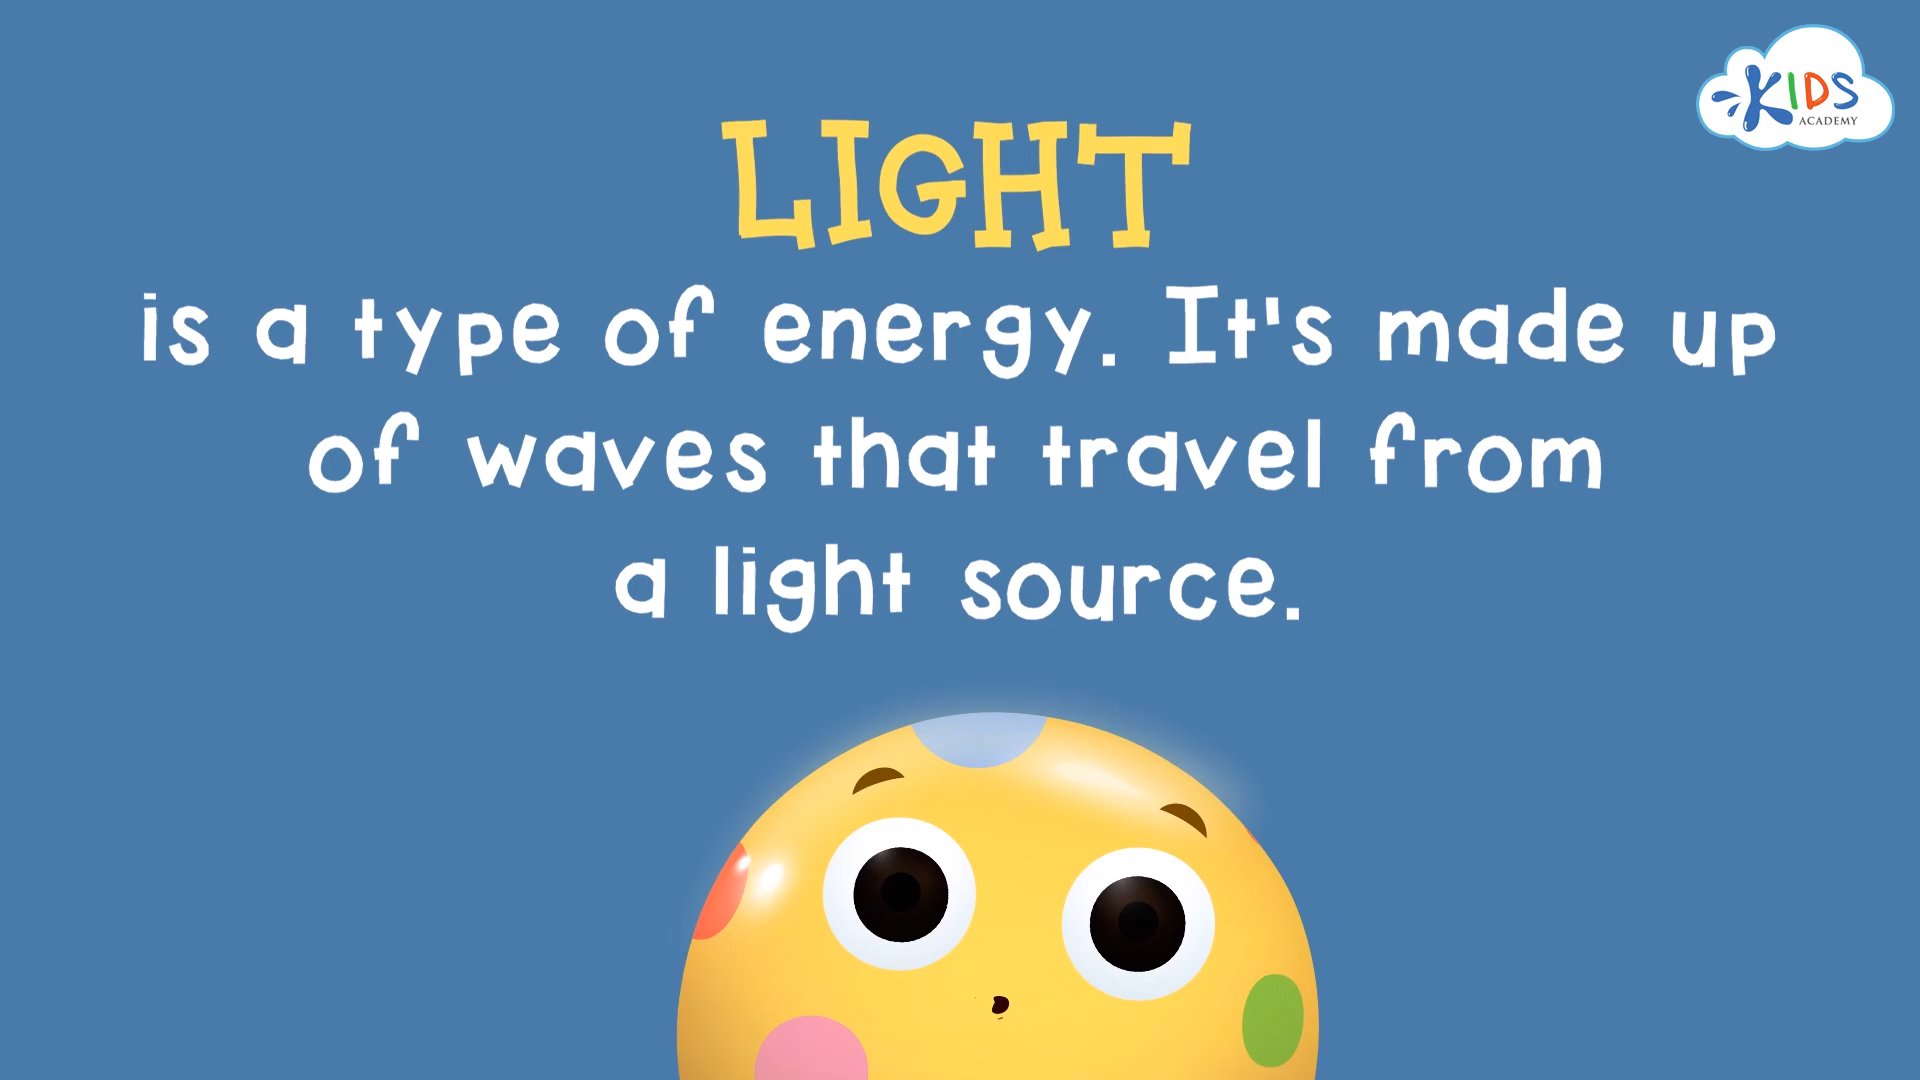 KIDS
ACADEMY
LIGHT
is a type of energy. It's made up
of waves that travel from
a light source.